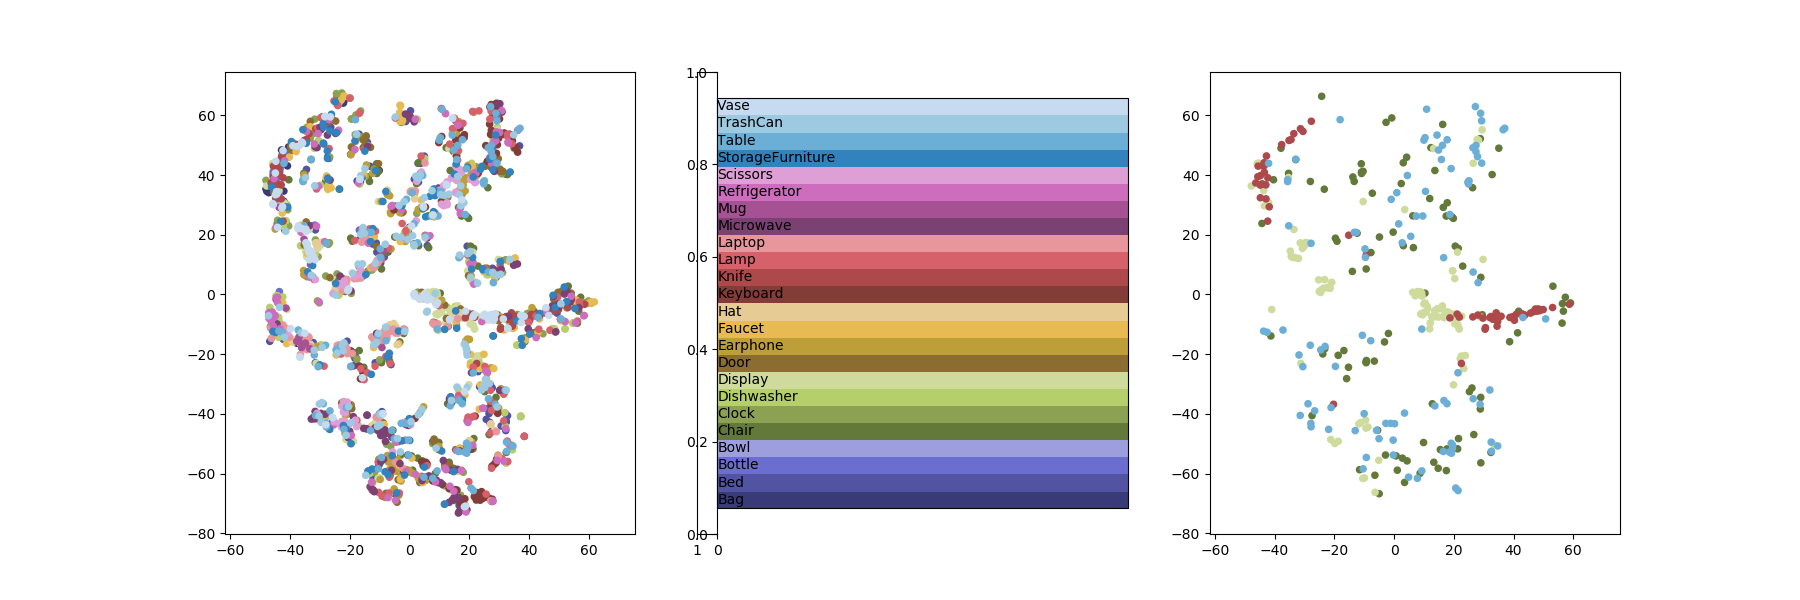 60
40
20
0
−20
−40
−60
−80
−60 −40 −20 0 20 40 60
1.0
0.8
0.6
0.4
0.2
0.0
1 0
Vase
TrashCan
Table
StorageFurniture
Scissors
Refrigerator
Mug
Microwave
Laptop
Lamp
Knife
Keyboard
Hat
Faucet
Earphone
Door
Display
Dishwasher
Clock
Chair
Bowl
Bottle
Bed
Bag
60
40
20
0
−20
−40
−60
−80
−60 −40 −20 0 20 40 60